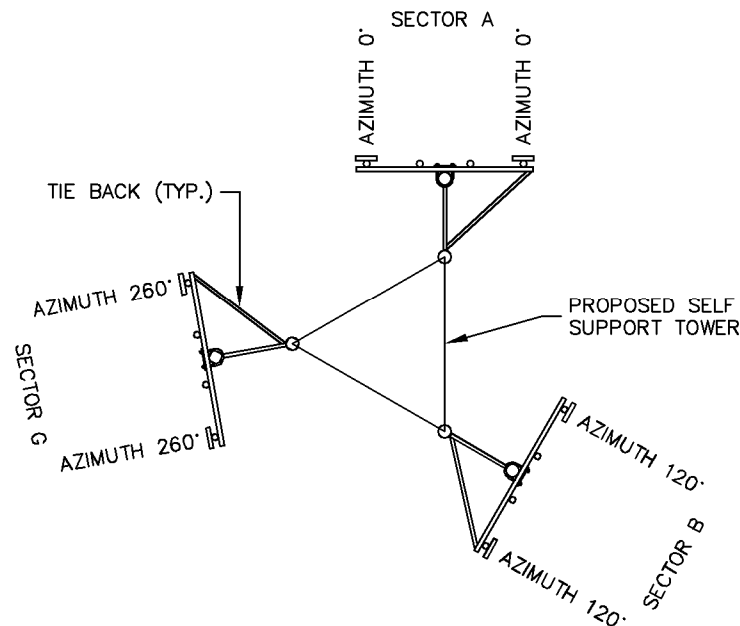 SECTOR A
AZIMUTH 0°
AZIMUTH 0°
TIE BACK (TYP.)
AZIMUTH 260°
SECTOR G
AZIMUTH 260°
PROPOSED SELF
SUPPORT TOWER
AZIMUTH 120°
AZIMUTH 120°
SECTOR B